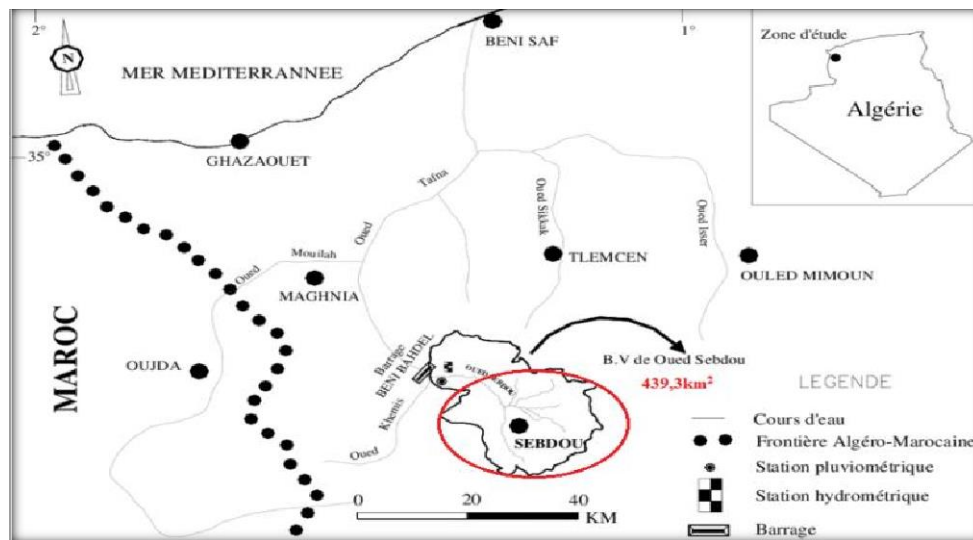 2°
1°
BENI SAF
Zone d'étude
N
MER MEDITERRANNEE
Algérie
GHAZAOUET
35°
Tafna
Oued Sikkak
Oued Isser
Oued
Mouilah
TLEMCEN
OULED MIMOUN
Oued
MAGHNIA
MAROC
OUJDA
Barrage
BENI BAHDEL
OUED SEBDOU
B.V de Oued Sebdou
439,3km²
LEGENDE
Khemis
Oued
SEBDOU
Cours d'eau
Frontière Algéro-Marocaine
Station pluviométrique
Station hydrométrique
Barrage
0 20 40
KM